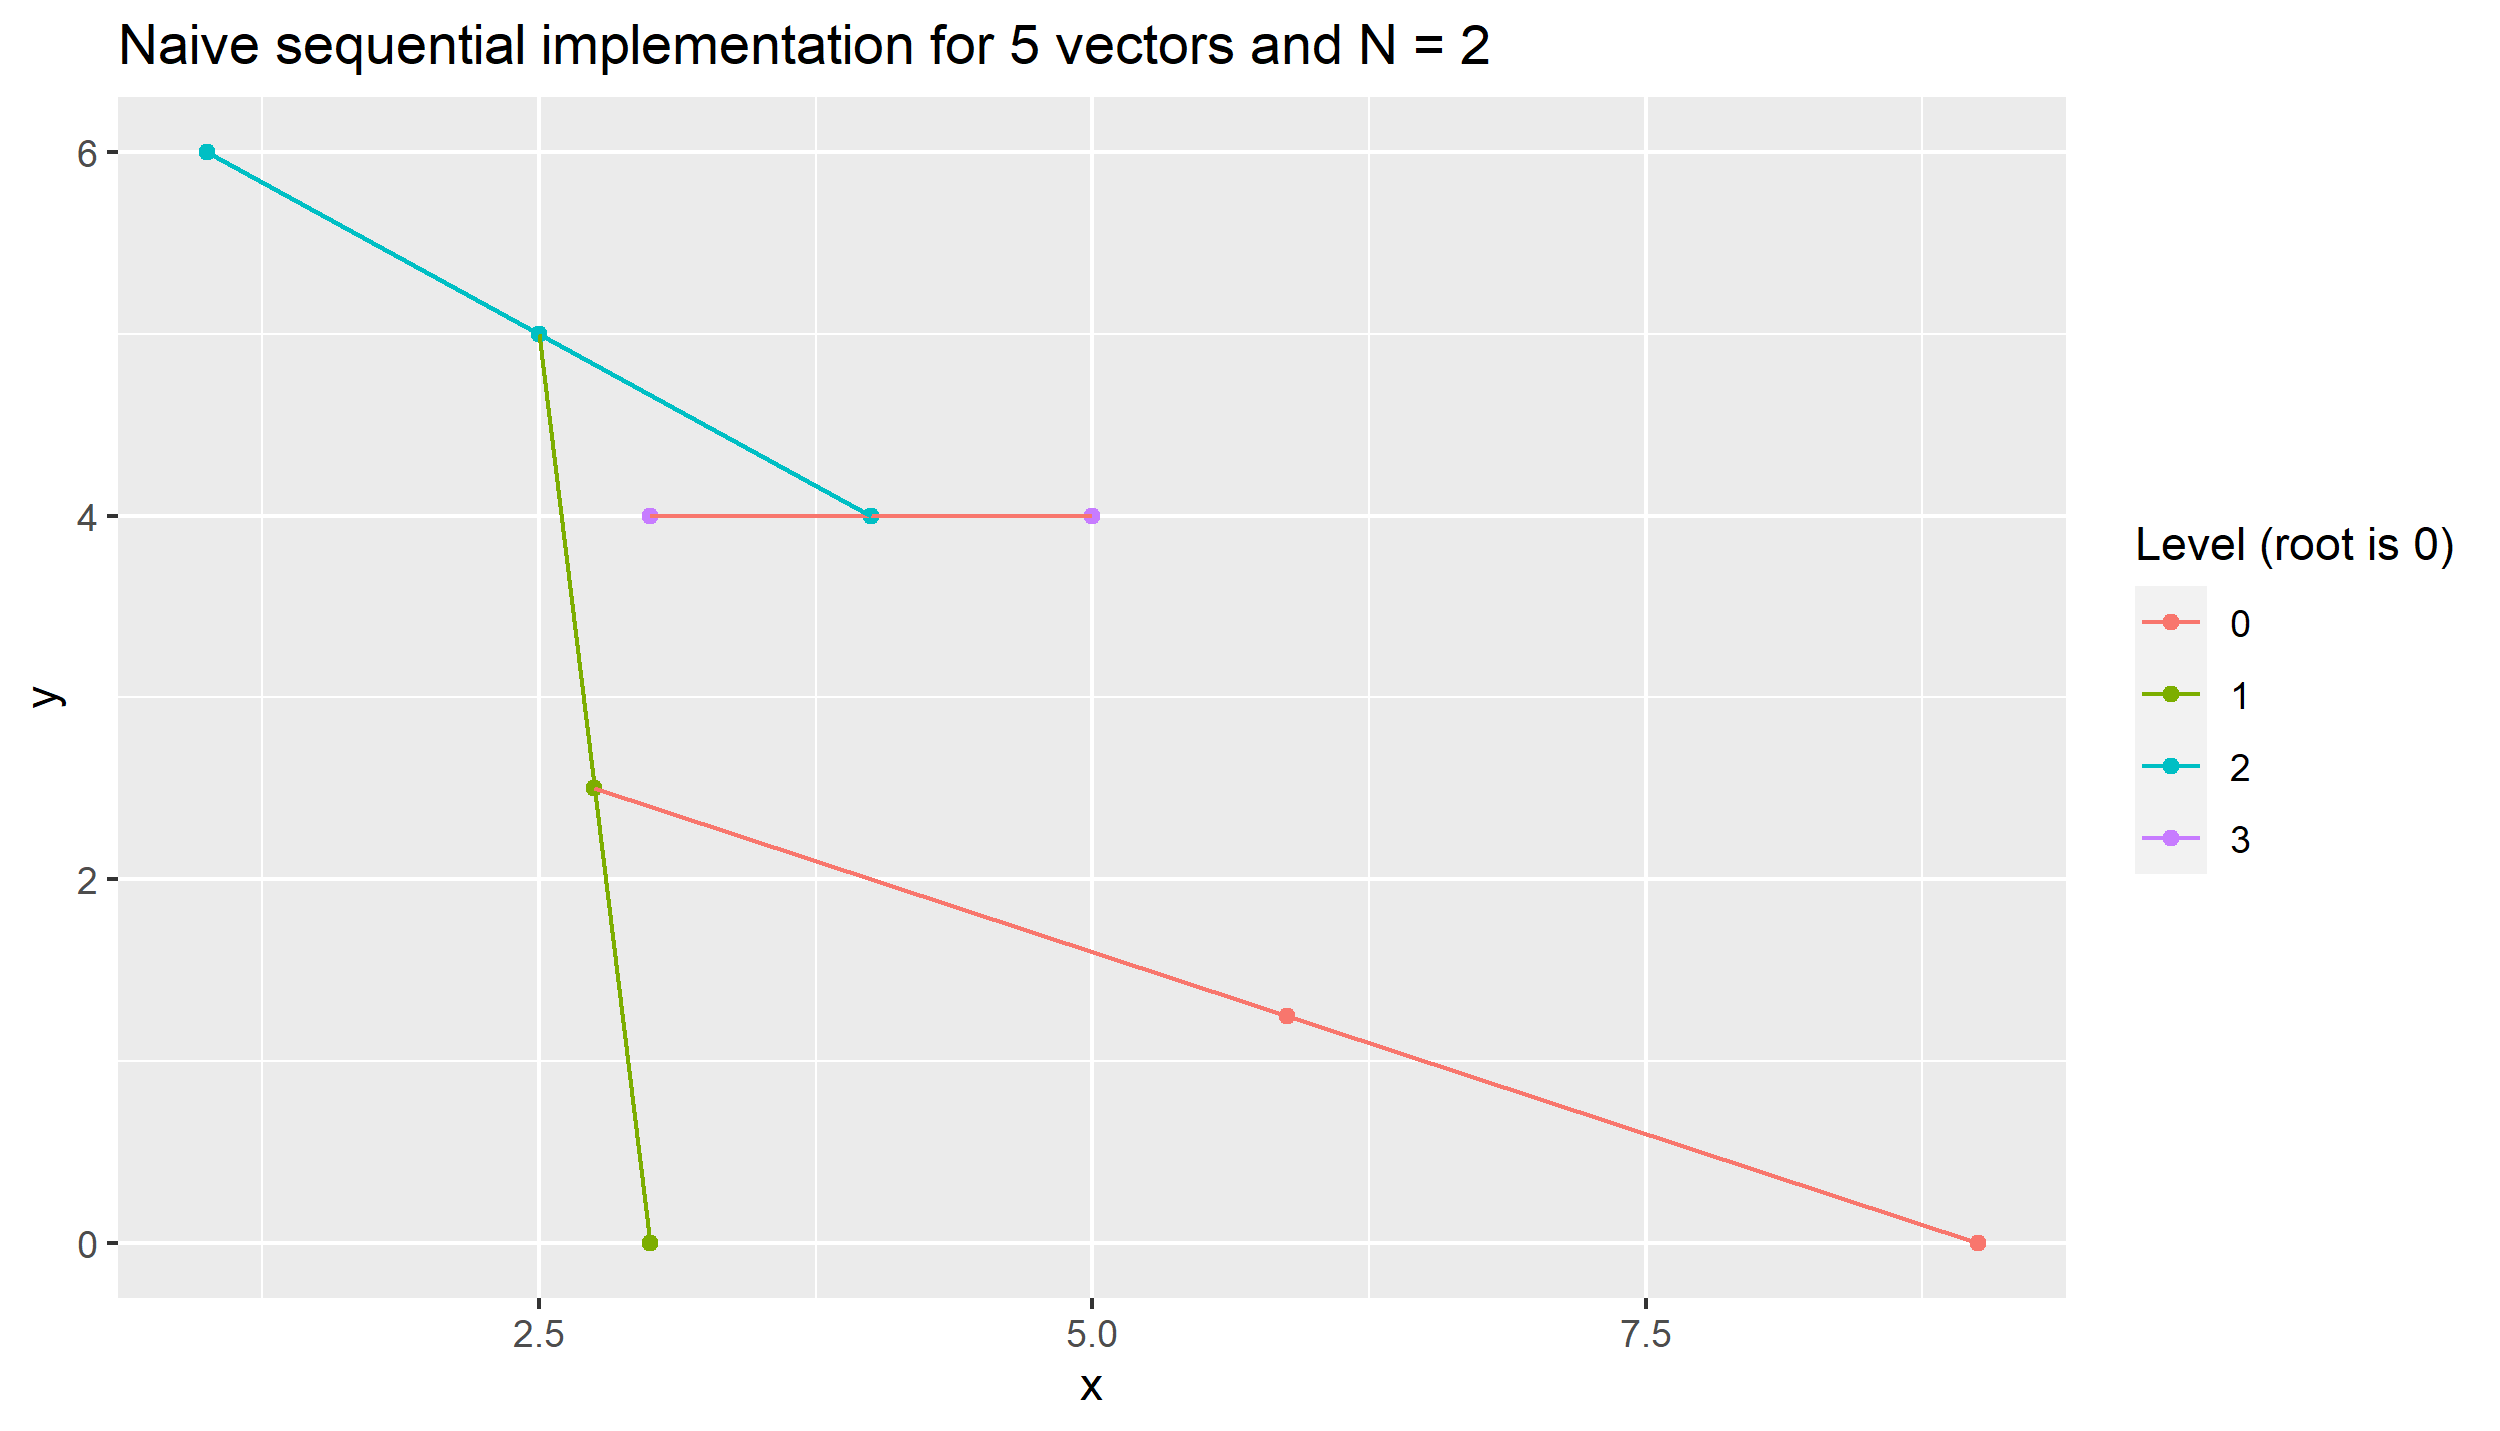 Naive sequential implementation for 5 vectors and N = 2
6
4
2
0
y
2.5 5.0 7.5
x
Level (root is 0)
0
1
2
3